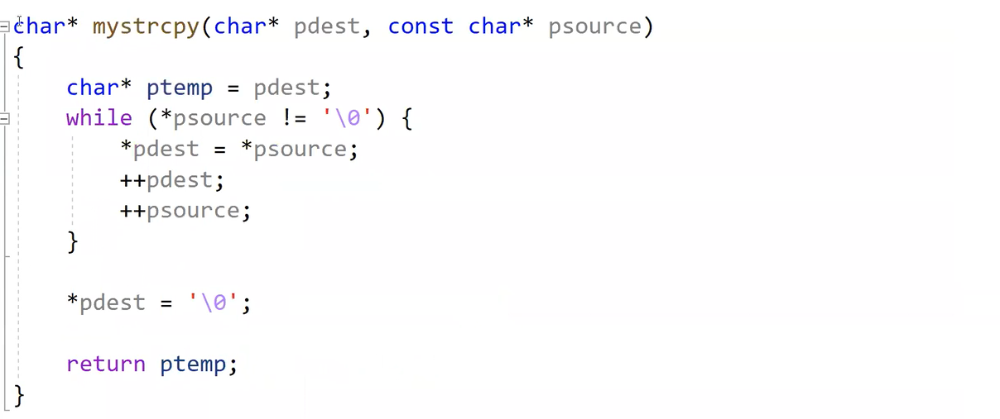 char* mystrcpy(char* pdest, const char* psource)
{
    char* ptemp = pdest;
    while (*psource != '\0') {
        *pdest = *psource;
        ++pdest;
        ++psource;
    }

    *pdest = '\0';

    return ptemp;
}